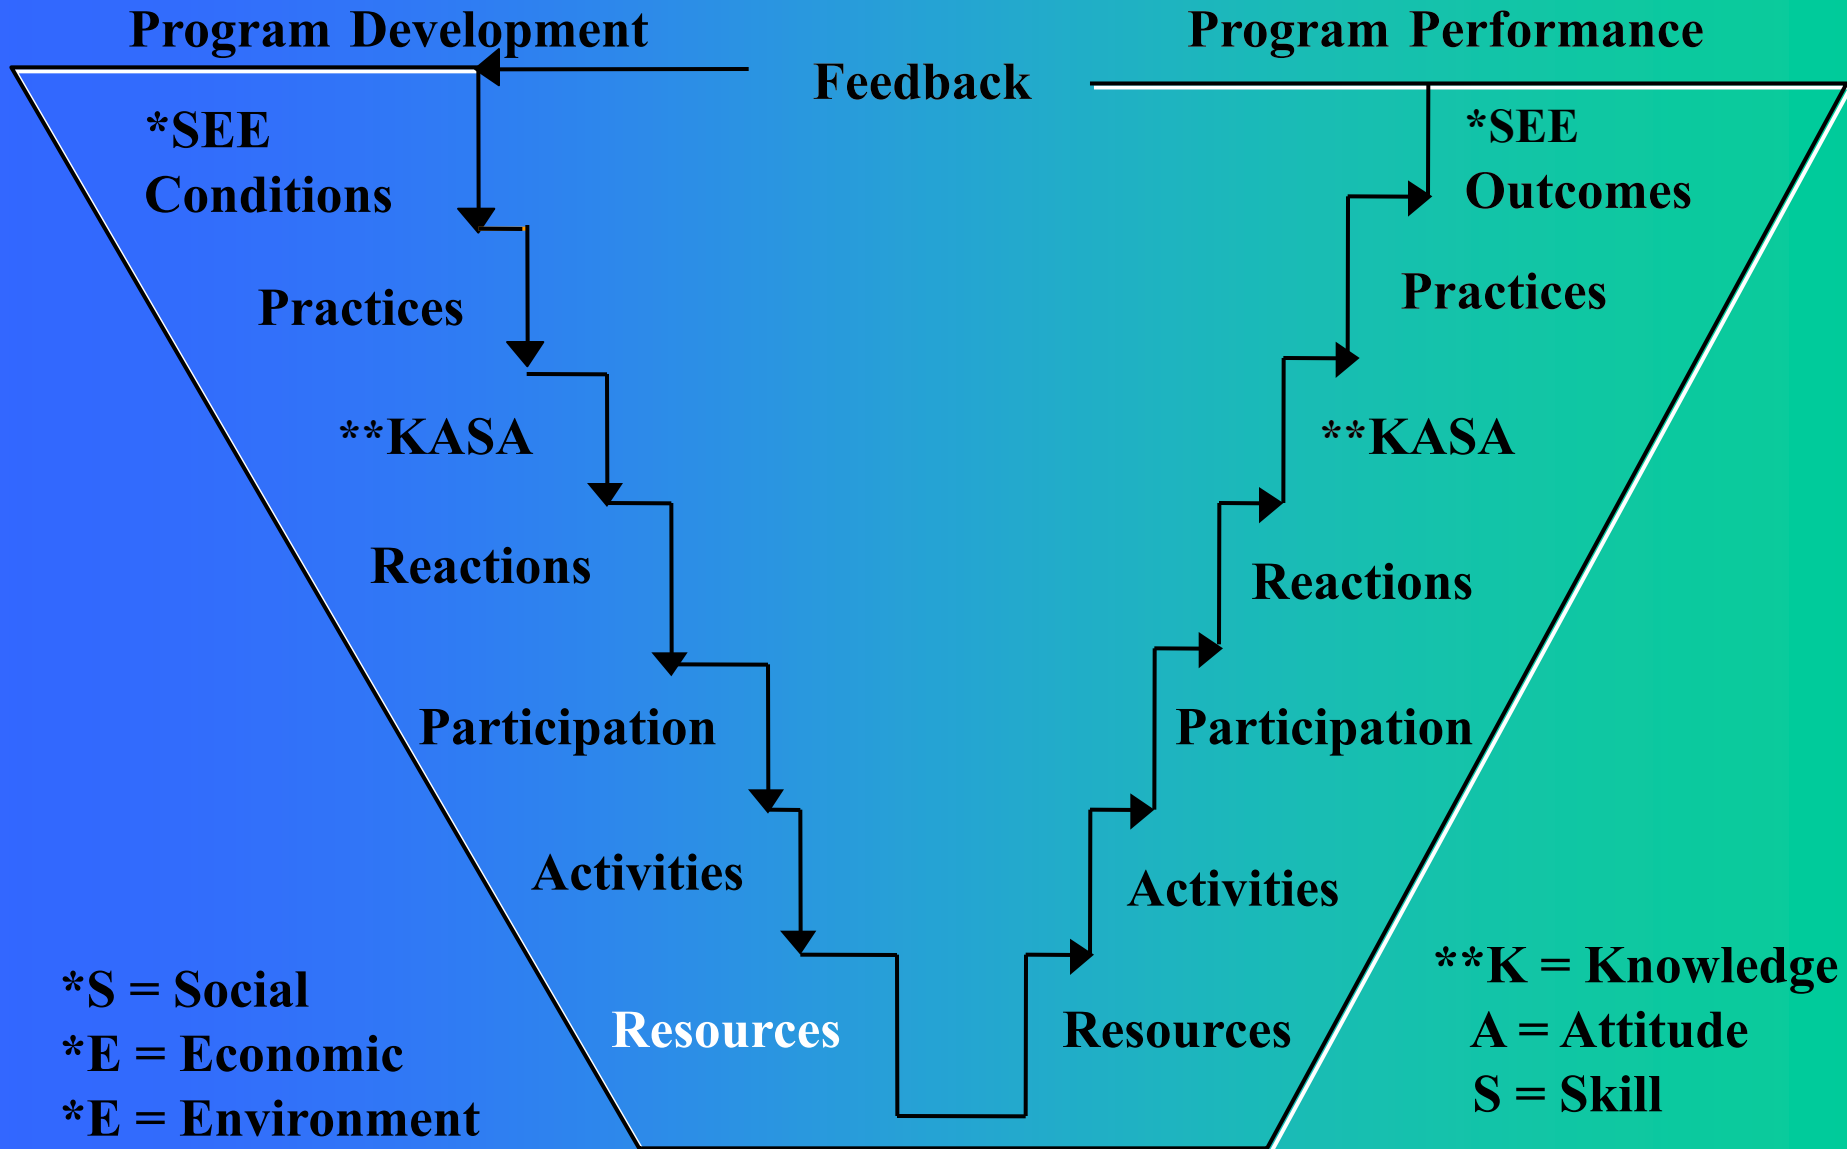 Program Development
Program Performance
Feedback
*SEE
Conditions
*SEE
Outcomes
Practices
Practices
**KASA
**KASA
Reactions
Reactions
Participation
Participation
Activities
Activities
Resources
Resources
*S = Social
*E = Economic
*E = Environment
**K = Knowledge
A = Attitude
S = Skill